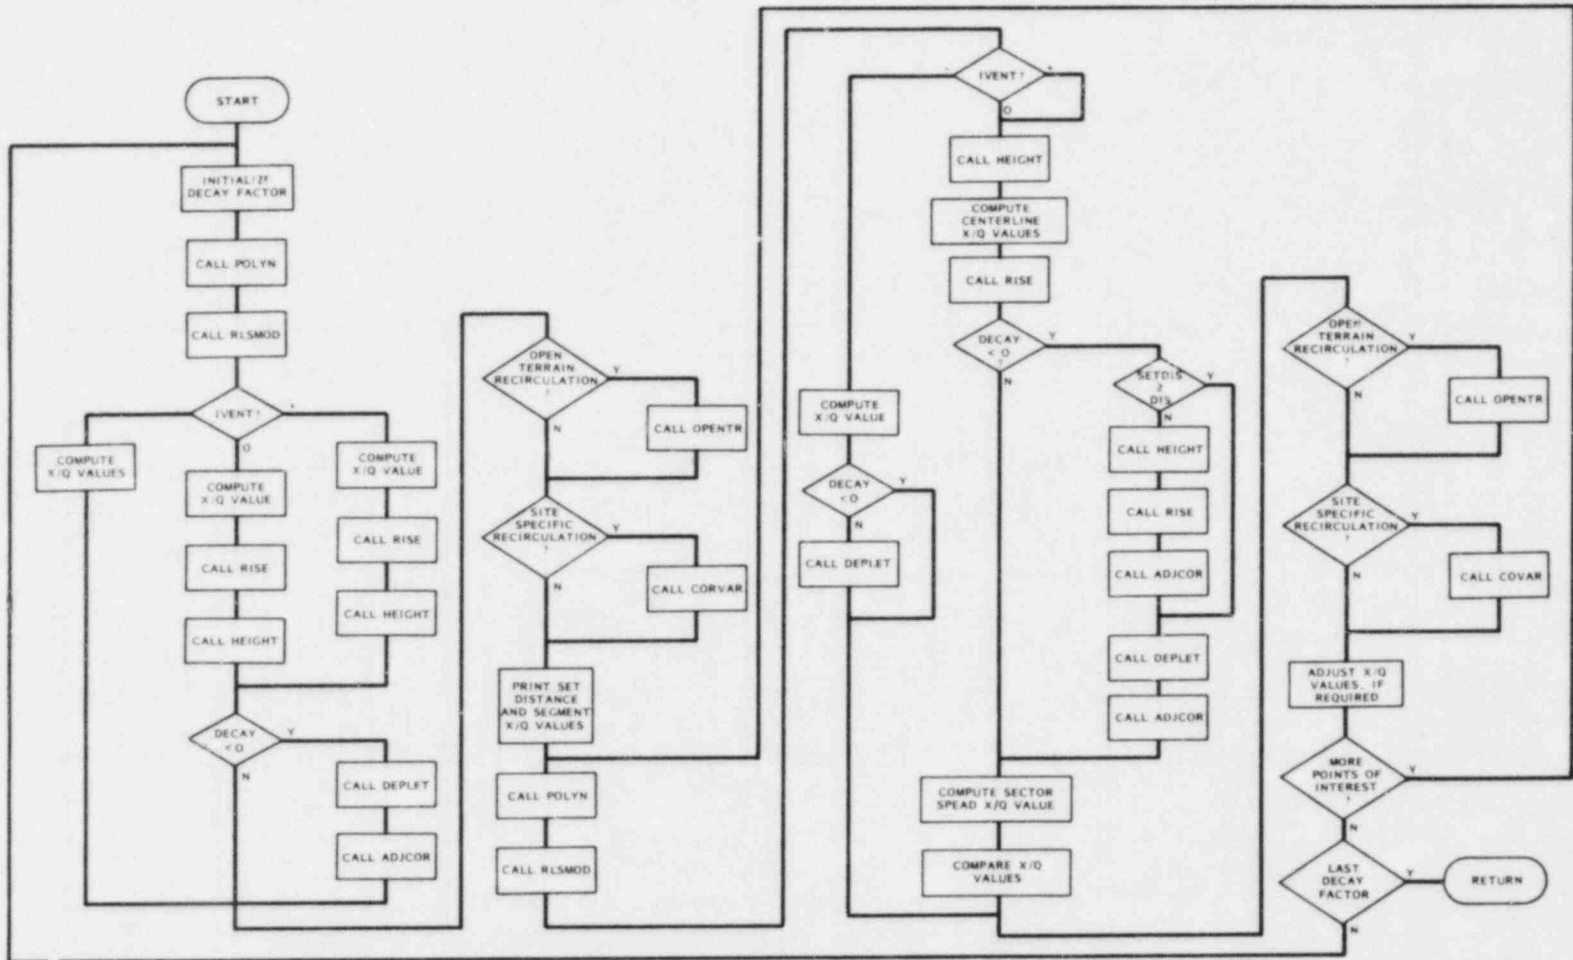 START
INITIALIZE
DECAY FACTOR
CALL POLYN
CALL RLSMOD
IVENT?
-
+
O
COMPUTE
X/Q VALUES
COMPUTE
X/Q VALUE
CALL RISE
CALL HEIGHT
COMPUTE
X/Q VALUE
CALL RISE
CALL HEIGHT
DECAY
<O
Y
N
CALL DEPLET
CALL ADJCOR
OPEN
TERRAIN
RECIRCULATION
?
Y
N
CALL OPENTR
SITE
SPECIFIC
RECIRCULATION
?
Y
N
CALL CORVAR
PRINT SET
DISTANCE
AND SEGMENT
X/Q VALUES
CALL POLYN
CALL RLSMOD
IVENT?
-
+
O
COMPUTE
X/Q VALUE
DECAY
<O
Y
N
CALL DEPLET
CALL HEIGHT
COMPUTE
CENTERLINE
X/Q VALUES
CALL RISE
DECAY
<O
?
Y
N
SETDIS
≥
DIS
Y
N
CALL HEIGHT
CALL RISE
CALL ADJCOR
CALL DEPLET
CALL ADJCOR
COMPUTE SECTOR
SPEAD X/Q VALUE
COMPARE X/Q
VALUES
OPEN
TERRAIN
RECIRCULATION
?
Y
N
CALL OPENTR
SITE
SPECIFIC
RECIRCULATION
?
Y
N
CALL COVAR
ADJUST X/Q
VALUES, IF
REQUIRED
MORE
POINTS OF
INTEREST
?
Y
N
LAST
DECAY
FACTOR
Y
N
RETURN